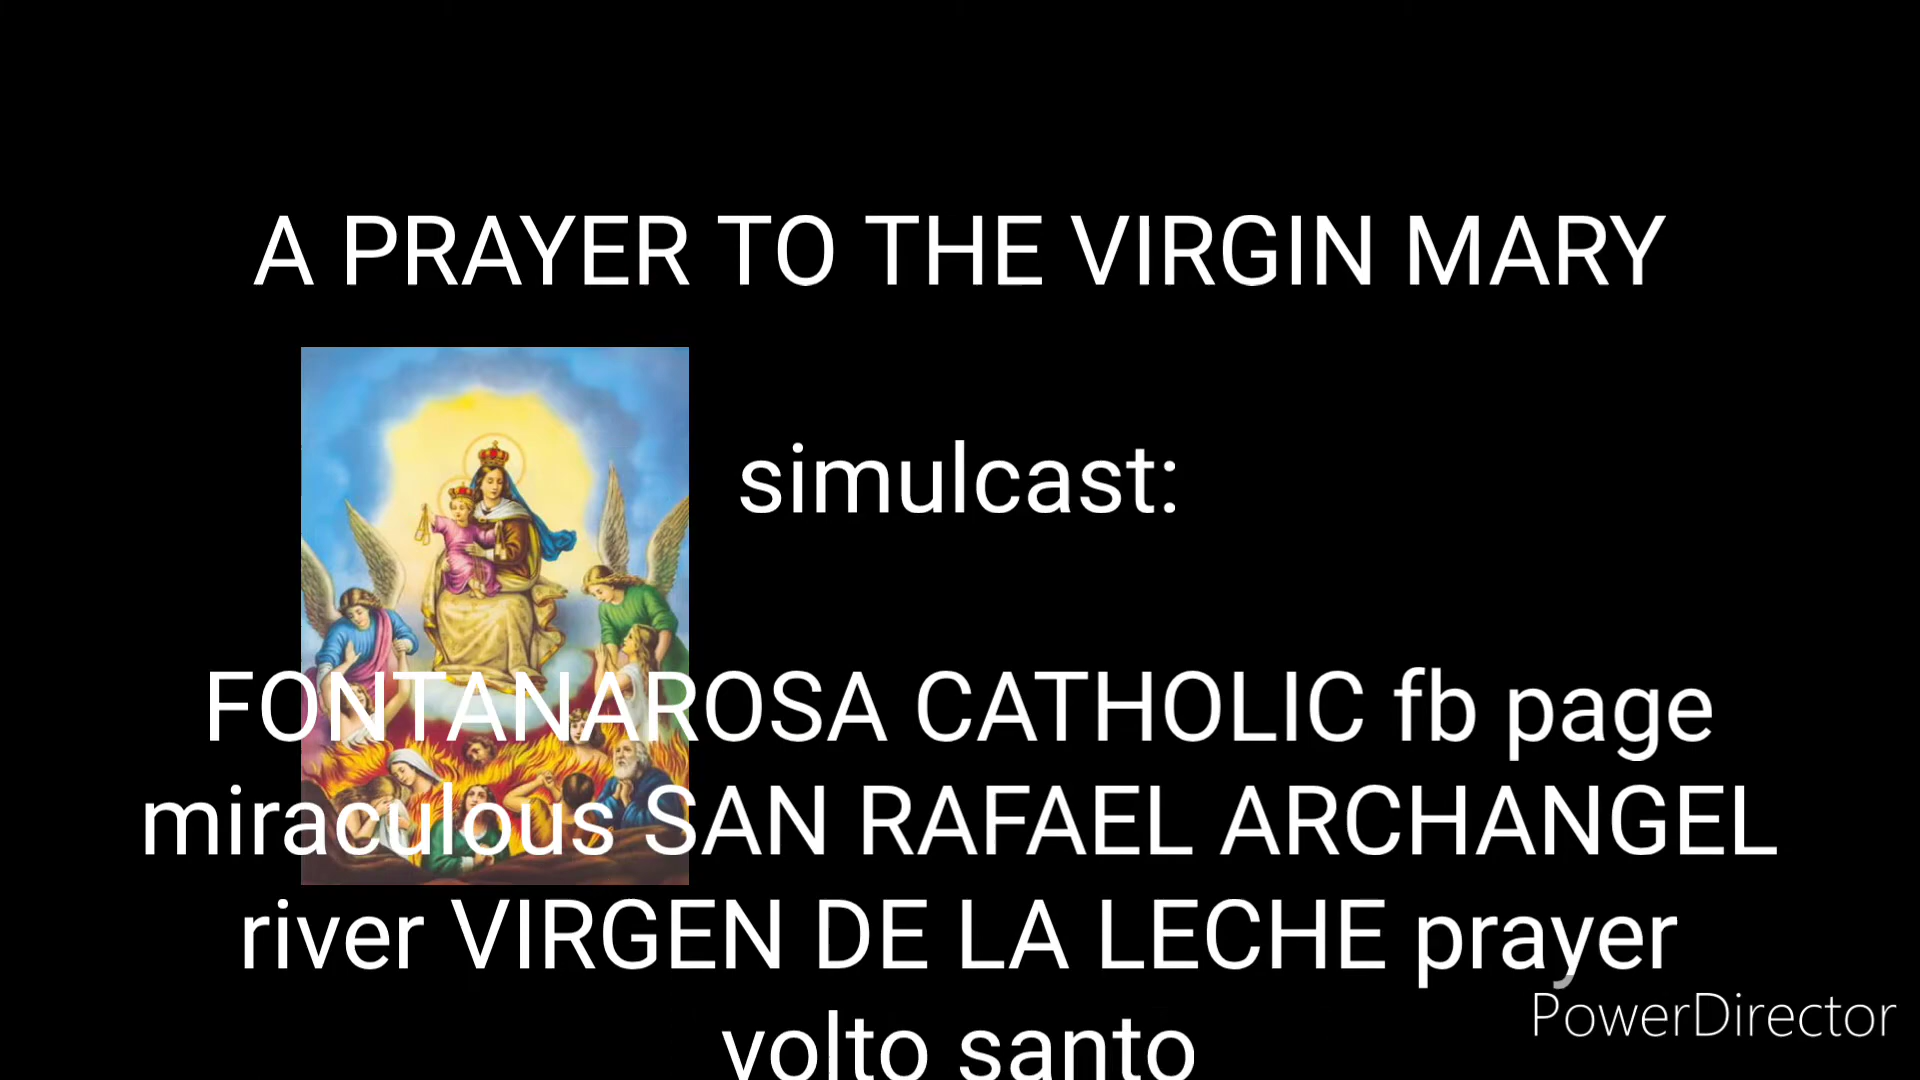 A PRAYER TO THE VIRGIN MARY
simulcast:
FONTANAROSA CATHOLIC fb page
miraculous SAN RAFAEL ARCHANGEL
river VIRGEN DE LA LECHE prayer
volto santo
PowerDirector